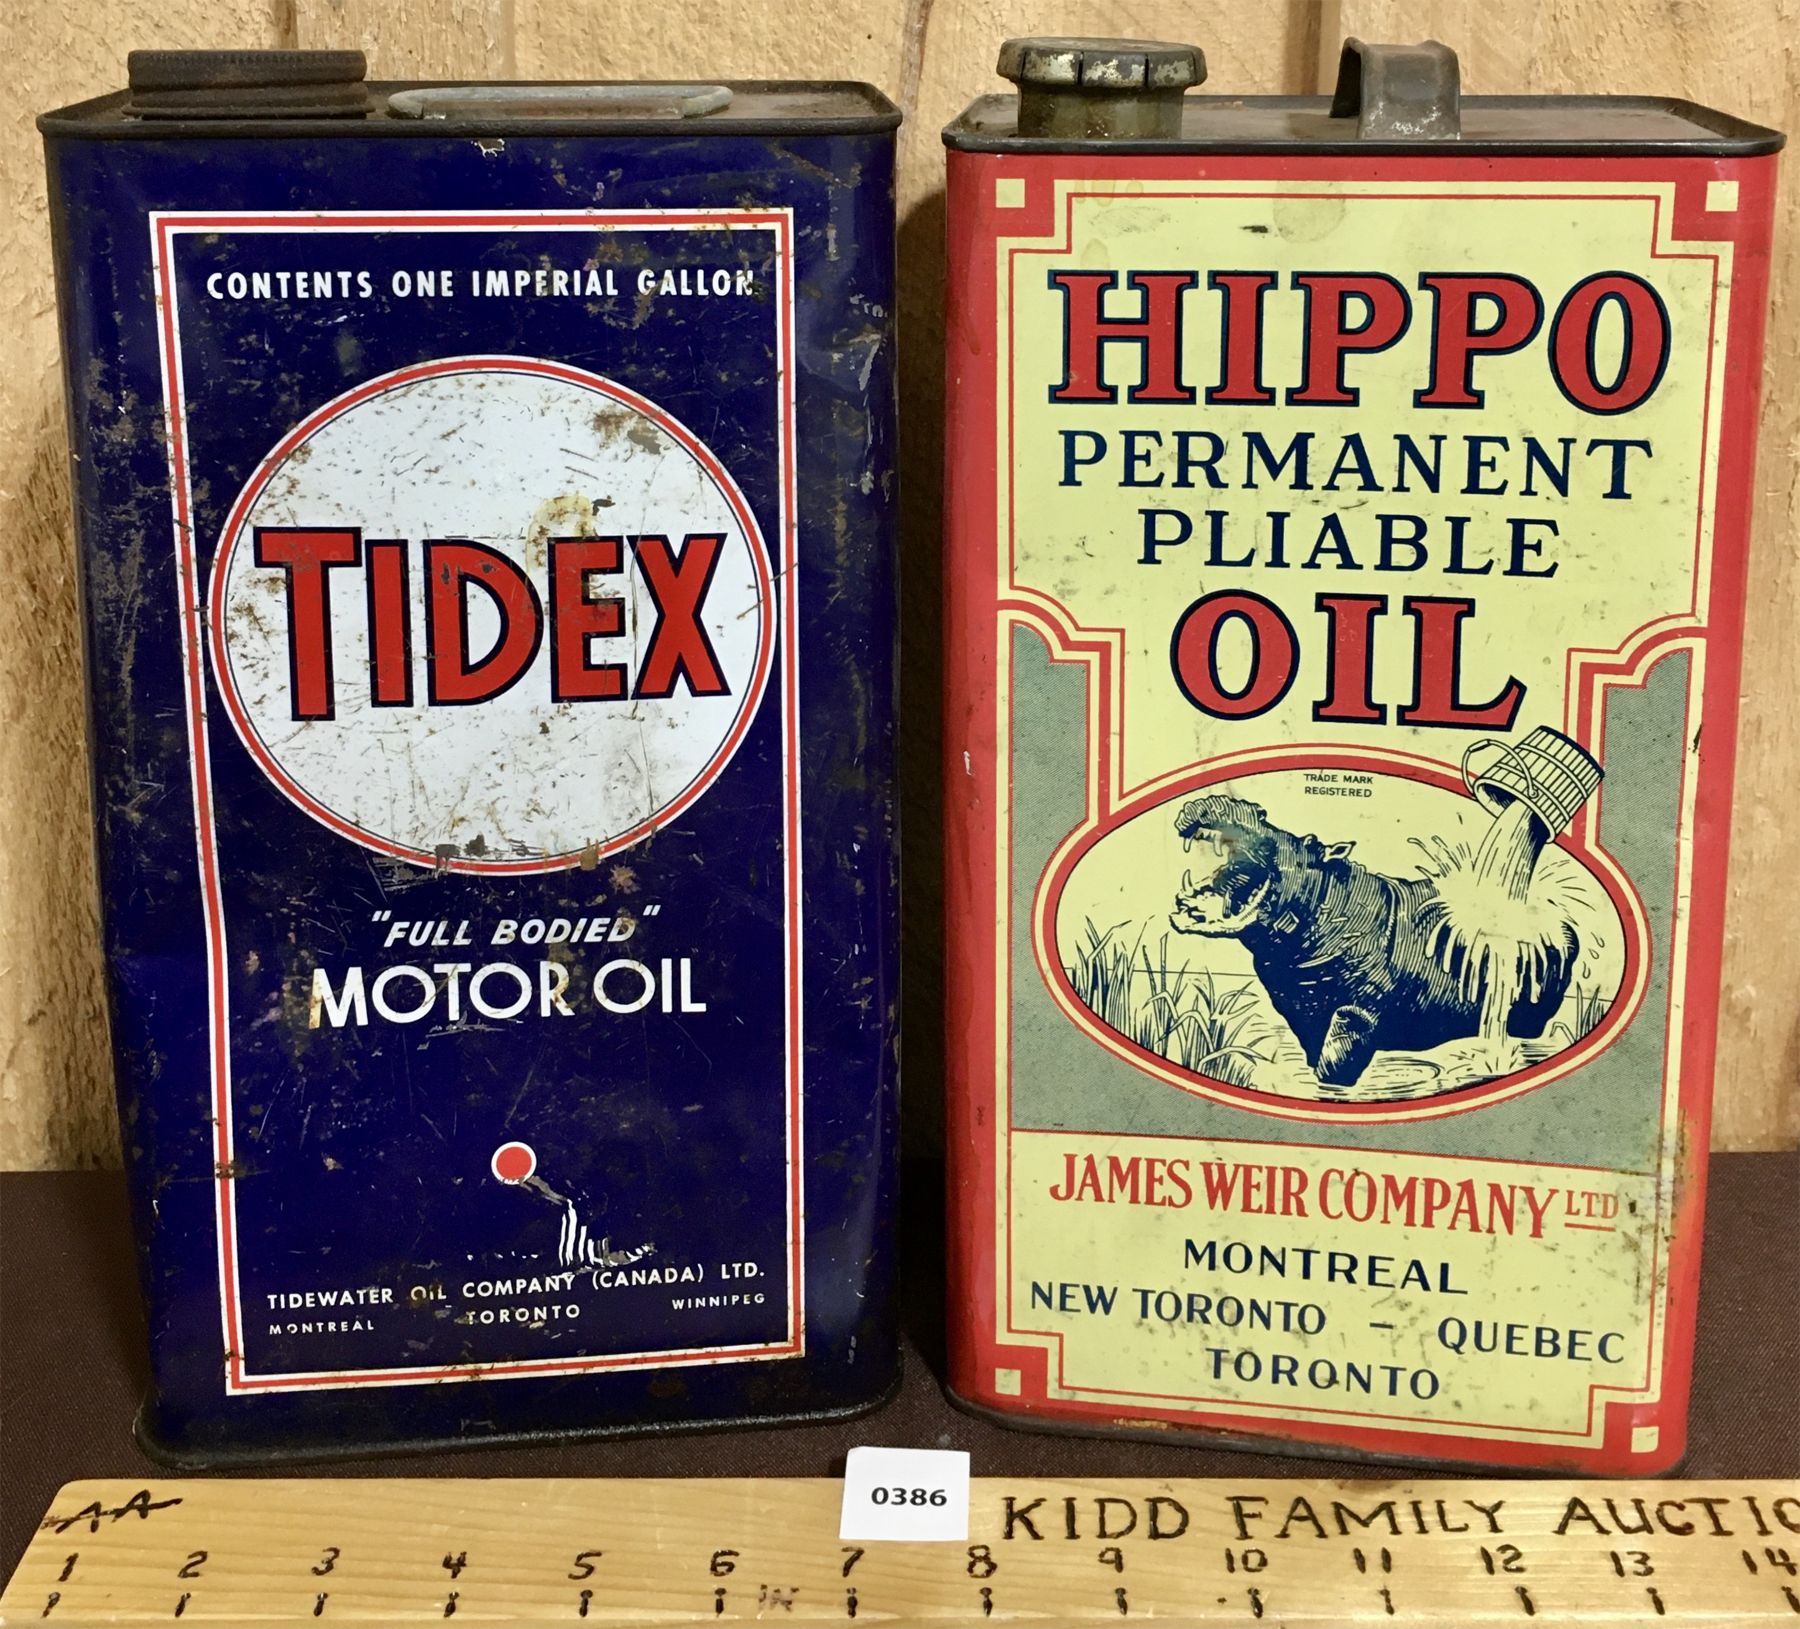 CONTENTS ONE IMPERIAL GALLON
TIDEX
"FULL BODIED"
MOTOR OIL
TIDEWATER OIL COMPANY (CANADA) LTD.
MONTREAL TORONTO WINNIPEG
HIPPO
PERMANENT
PLIABLE
OIL
TRADE MARK
REGISTERED
JAMES WEIR COMPANY LTD
MONTREAL
NEW TORONTO - QUEBEC
TORONTO
0386
AA KIDD FAMILY AUCTIO
1 2 3 4 5 6 7 8 9 10 11 12 13 14
IN